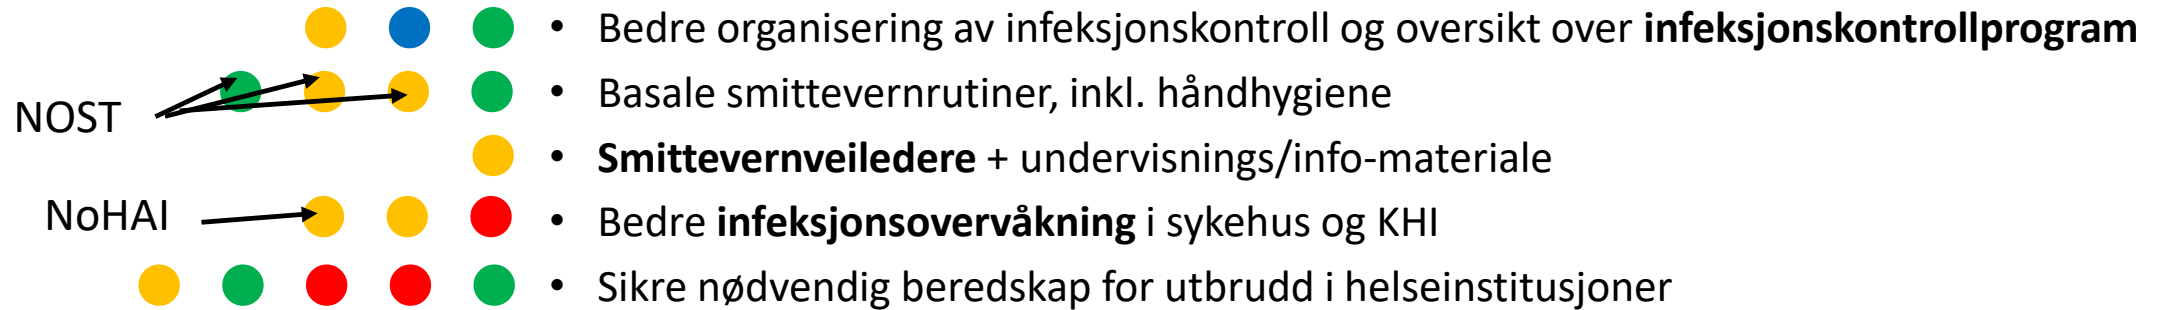 • Bedre organisering av infeksjonskontroll og oversikt over infeksjonskontrollprogram
NOST
• Basale smittevernrutiner, inkl. håndhygiene
• Smittevernveiledere + undervisnings/info-materiale
NoHAI
• Bedre infeksjonsovervåkning i sykehus og KHI
• Sikre nødvendig beredskap for utbrudd i helseinstitusjoner